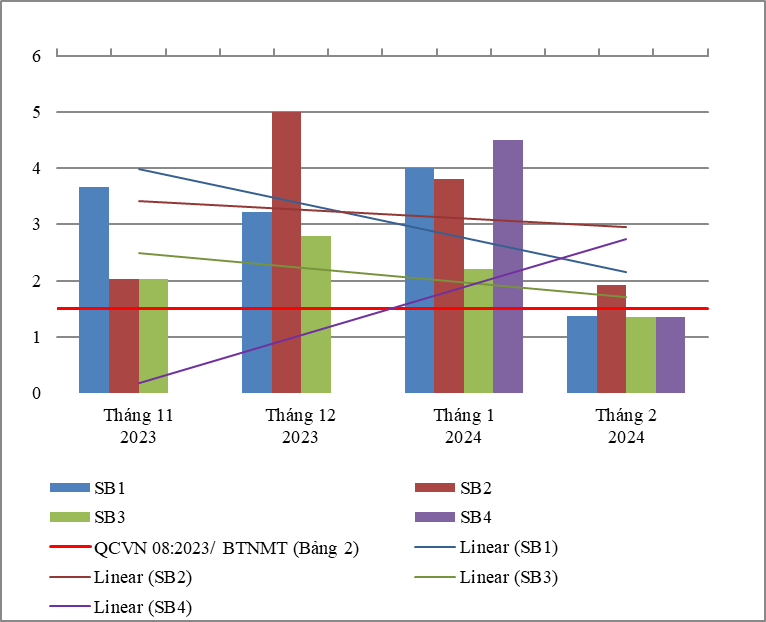 6
5
4
3
2
1
0
Tháng 11
2023
Tháng 12
2023
Tháng 1
2024
Tháng 2
2024
SB1
SB2
SB3
SB4
QCVN 08:2023/ BTNMT (Bảng 2)
Linear (SB1)
Linear (SB2)
Linear (SB3)
Linear (SB4)